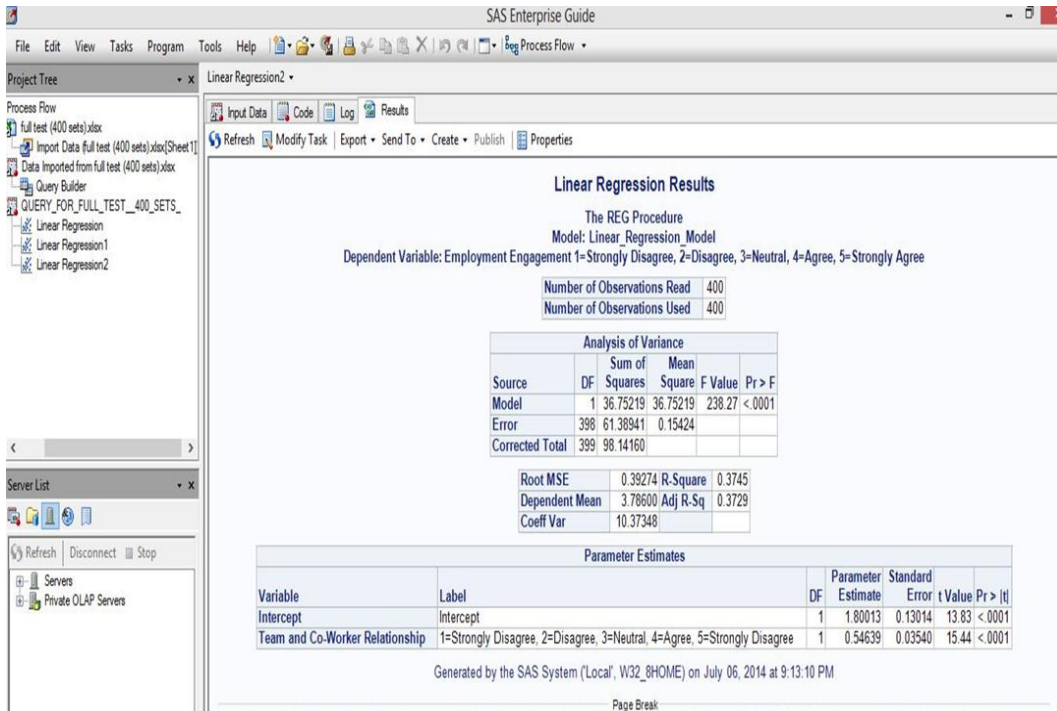 SAS Enterprise Guide
File Edit View Tasks Program Tools Help Process Flow
Project Tree
Process Flow
full test (400 sets).xlsx
Import Data (full test (400 sets).xlsx[Sheet1]
Data Imported from full test (400 sets).xlsx
Query Builder
QUERY_FOR_FULL_TEST__400_SETS_
Linear Regression
Linear Regression1
Linear Regression2
Server List
Refresh Disconnect Stop
Servers
Private OLAP Servers
Linear Regression2
Input Data Code Log Results
Refresh Modify Task Export Send To Create Publish Properties
Linear Regression Results
The REG Procedure
Model: Linear_Regression_Model
Dependent Variable: Employment Engagement 1=Strongly Disagree, 2=Disagree, 3=Neutral, 4=Agree, 5=Strongly Agree
Number of Observations Read 400
Number of Observations Used 400
Analysis of Variance
Source DF Sum of Squares Mean Square F Value Pr > F
Model 1 36.75219 36.75219 238.27 <.0001
Error 398 61.38941 0.15424
Corrected Total 399 98.14160
Root MSE 0.39274 R-Square 0.3745
Dependent Mean 3.78600 Adj R-Sq 0.3729
Coeff Var 10.37348
Parameter Estimates
Variable Label DF Parameter Estimate Standard Error t Value Pr > |t|
Intercept Intercept 1 1.80013 0.13014 13.83 <.0001
Team and Co-Worker Relationship 1=Strongly Disagree, 2=Disagree, 3=Neutral, 4=Agree, 5=Strongly Disagree 1 0.54639 0.03540 15.44 <.0001
Generated by the SAS System ('Local', W32_8HOME) on July 06, 2014 at 9:13:10 PM
Page Break